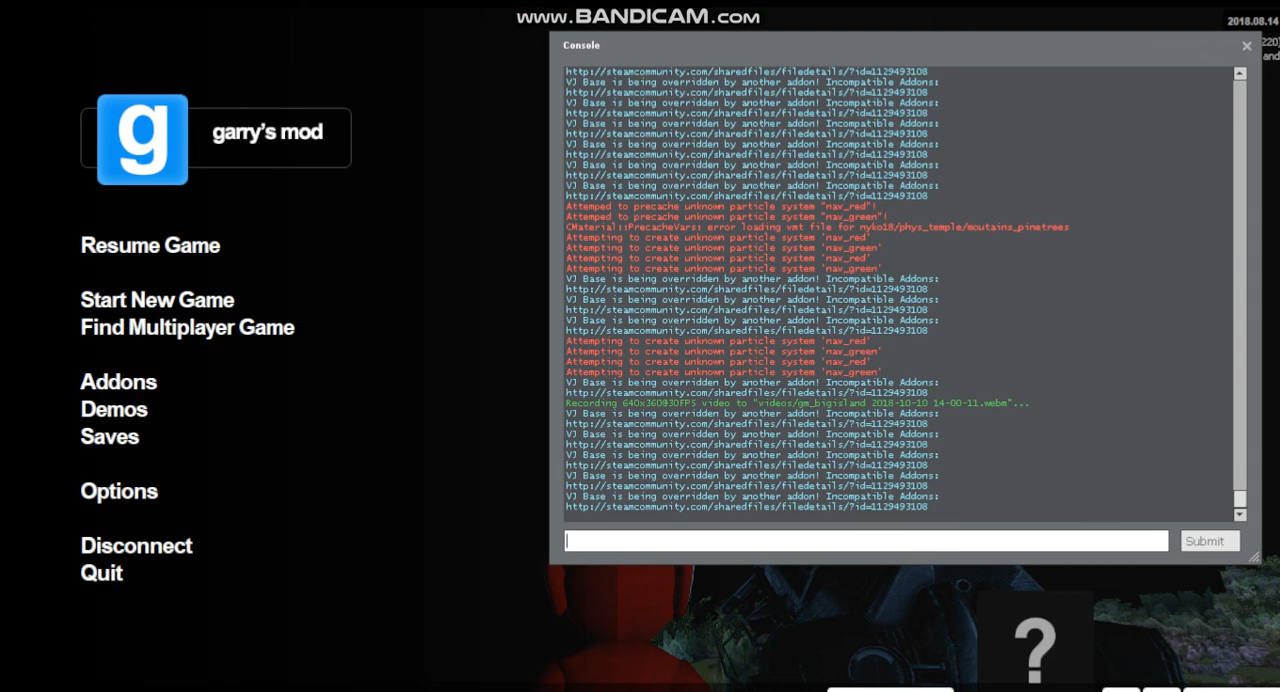 www.BANDICAM.com
2018.08.14
220)
and
g
garry's mod
Resume Game
Start New Game
Find Multiplayer Game
Addons
Demos
Saves
Options
Disconnect
Quit
Console
http://steamcommunity.com/sharedfiles/filedetails/?id=1129493108
VJ Base is being overridden by another addon! Incompatible Addons:
http://steamcommunity.com/sharedfiles/filedetails/?id=1129493108
VJ Base is being overridden by another addon! Incompatible Addons:
http://steamcommunity.com/sharedfiles/filedetails/?id=1129493108
VJ Base is being overridden by another addon! Incompatible Addons:
http://steamcommunity.com/sharedfiles/filedetails/?id=1129493108
VJ Base is being overridden by another addon! Incompatible Addons:
http://steamcommunity.com/sharedfiles/filedetails/?id=1129493108
VJ Base is being overridden by another addon! Incompatible Addons:
http://steamcommunity.com/sharedfiles/filedetails/?id=1129493108
VJ Base is being overridden by another addon! Incompatible Addons:
http://steamcommunity.com/sharedfiles/filedetails/?id=1129493108
Attemped to precache unknown particle system "nav_red"!
Attemped to precache unknown particle system "nav_green"!
CMaterial::PrecacheVars: error loading vmt file for nyko18/phys_temple/moutains_pinetrees
Attempting to create unknown particle system 'nav_red'
Attempting to create unknown particle system 'nav_green'
Attempting to create unknown particle system 'nav_red'
Attempting to create unknown particle system 'nav_green'
VJ Base is being overridden by another addon! Incompatible Addons:
http://steamcommunity.com/sharedfiles/filedetails/?id=1129493108
VJ Base is being overridden by another addon! Incompatible Addons:
http://steamcommunity.com/sharedfiles/filedetails/?id=1129493108
VJ Base is being overridden by another addon! Incompatible Addons:
http://steamcommunity.com/sharedfiles/filedetails/?id=1129493108
Attempting to create unknown particle system 'nav_red'
Attempting to create unknown particle system 'nav_green'
Attempting to create unknown particle system 'nav_red'
Attempting to create unknown particle system 'nav_green'
VJ Base is being overridden by another addon! Incompatible Addons:
http://steamcommunity.com/sharedfiles/filedetails/?id=1129493108
Recording 640x360@30FPS video to "videos/gm_bigisland 2018-10-10 14-00-11.webm"...
VJ Base is being overridden by another addon! Incompatible Addons:
http://steamcommunity.com/sharedfiles/filedetails/?id=1129493108
VJ Base is being overridden by another addon! Incompatible Addons:
http://steamcommunity.com/sharedfiles/filedetails/?id=1129493108
VJ Base is being overridden by another addon! Incompatible Addons:
http://steamcommunity.com/sharedfiles/filedetails/?id=1129493108
VJ Base is being overridden by another addon! Incompatible Addons:
http://steamcommunity.com/sharedfiles/filedetails/?id=1129493108
VJ Base is being overridden by another addon! Incompatible Addons:
http://steamcommunity.com/sharedfiles/filedetails/?id=1129493108
Submit
?